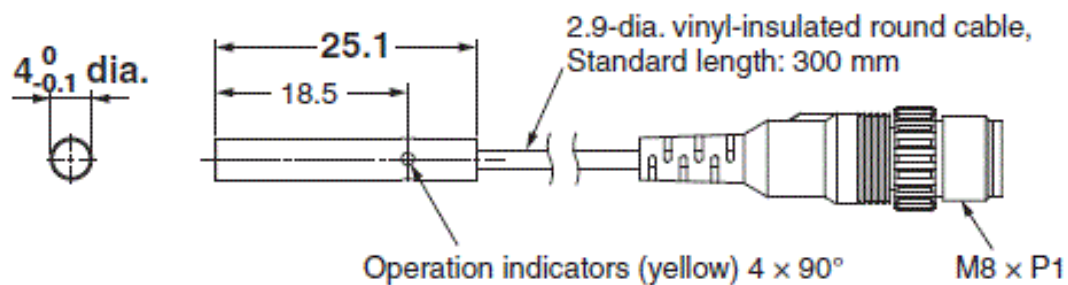 25.1
2.9-dia. vinyl-insulated round cable,
Standard length: 300 mm
4 0 -0.1 dia.
18.5
Operation indicators (yellow) 4 × 90°
M8 × P1